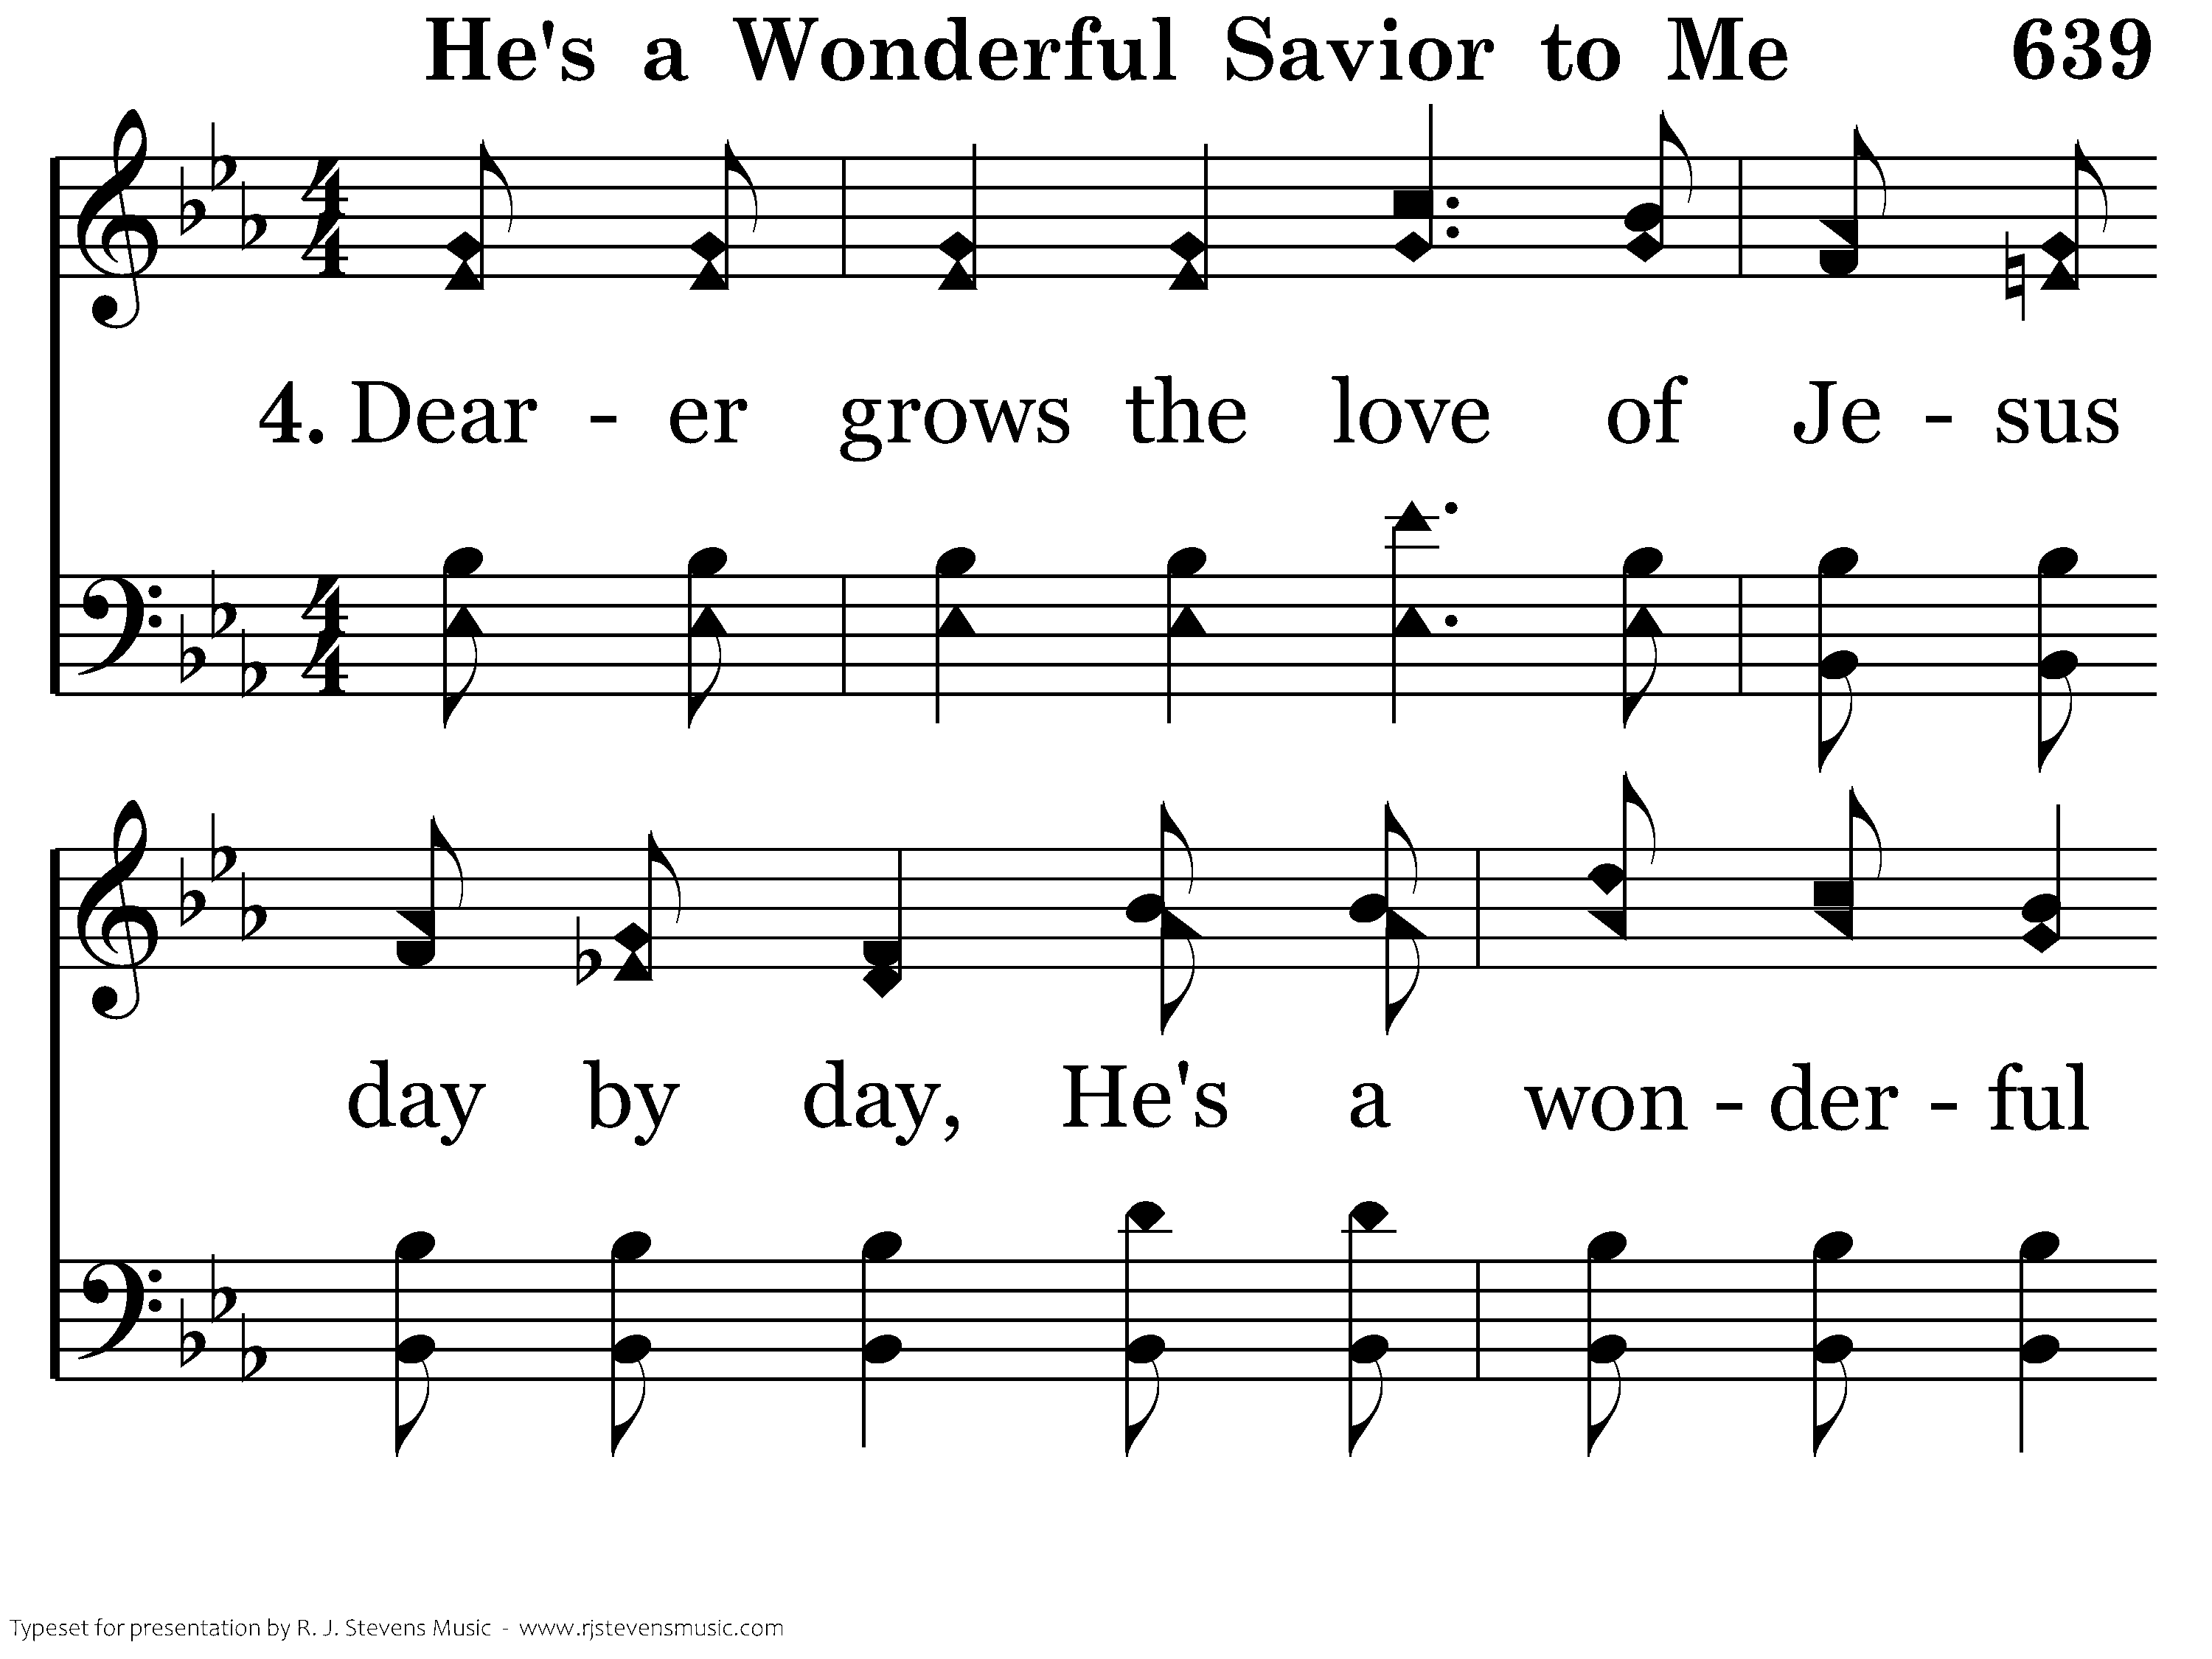 He's a Wonderful Savior to Me 639
4. Dear - er grows the love of Je - sus
day by day, He's a won - der - ful
Typeset for presentation by R. J. Stevens Music - www.rjstevensmusic.com